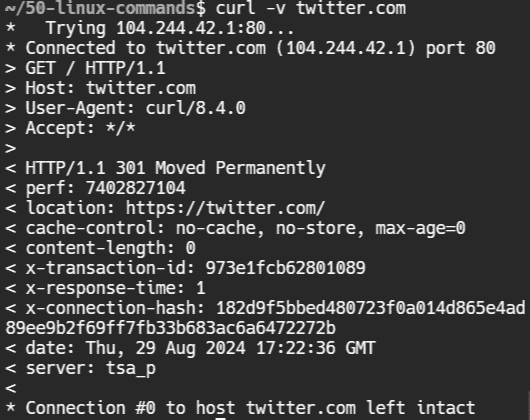 ~/50-linux-commands$ curl -v twitter.com
*   Trying 104.244.42.1:80...
* Connected to twitter.com (104.244.42.1) port 80
> GET / HTTP/1.1
> Host: twitter.com
> User-Agent: curl/8.4.0
> Accept: */*
>
< HTTP/1.1 301 Moved Permanently
< perf: 7402827104
< location: https://twitter.com/
< cache-control: no-cache, no-store, max-age=0
< content-length: 0
< x-transaction-id: 973e1fcb62801089
< x-response-time: 1
< x-connection-hash: 182d9f5bbed480723f0a014d865e4ad
89ee9b2f69ff7fb33b683ac6a6472272b
< date: Thu, 29 Aug 2024 17:22:36 GMT
< server: tsa_p
<
* Connection #0 to host twitter.com left intact